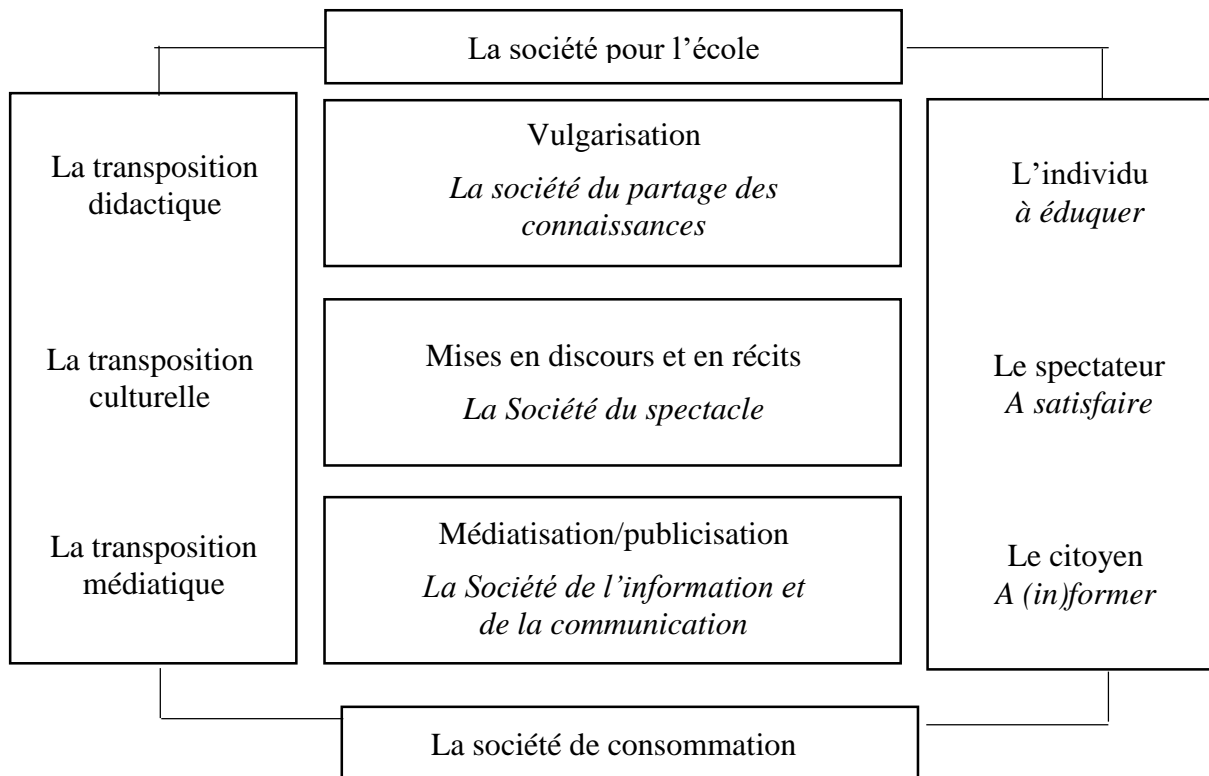 La société pour l’école
La transposition
didactique
Vulgarisation
La société du partage des
connaissances
L’individu
à éduquer
La transposition
culturelle
Mises en discours et en récits
La Société du spectacle
Le spectateur
A satisfaire
La transposition
médiatique
Médiatisation/publicisation
La Société de l’information et
de la communication
Le citoyen
A (in)former
La société de consommation